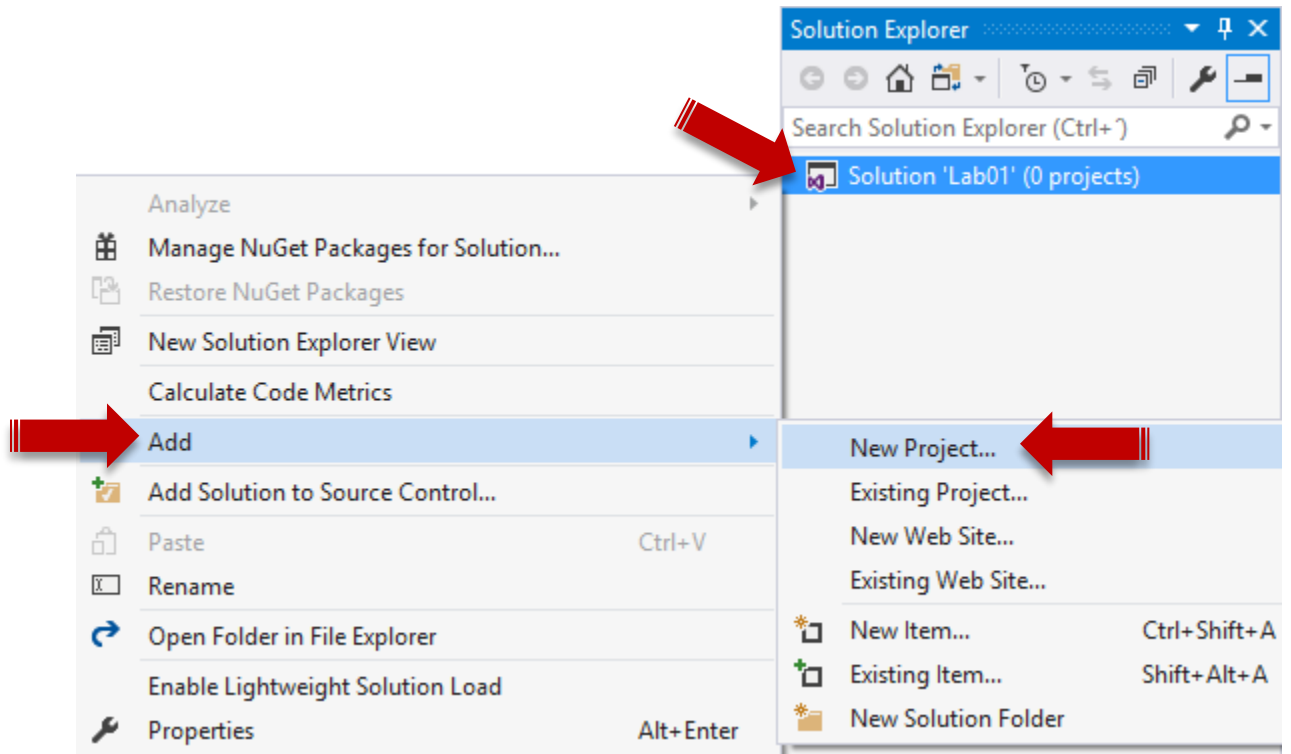 Solution Explorer
Search Solution Explorer (Ctrl+´)
Solution 'Lab01' (0 projects)
Analyze
Manage NuGet Packages for Solution...
Restore NuGet Packages
New Solution Explorer View
Calculate Code Metrics
Add
Add Solution to Source Control...
Paste Ctrl+V
Rename
Open Folder in File Explorer
Enable Lightweight Solution Load
Properties Alt+Enter
New Project...
Existing Project...
New Web Site...
Existing Web Site...
New Item... Ctrl+Shift+A
Existing Item... Shift+Alt+A
New Solution Folder